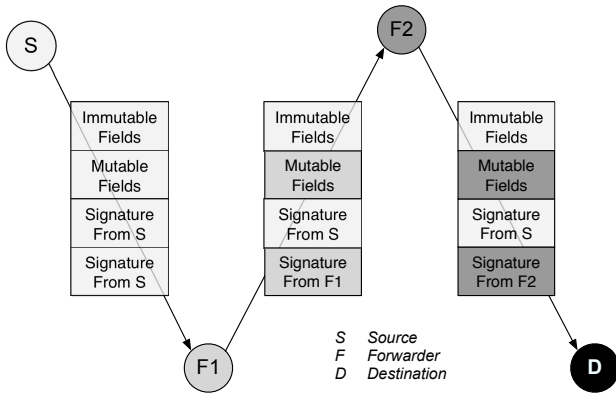 S
F2
Immutable
Fields
Mutable
Fields
Signature
From S
Signature
From S
Immutable
Fields
Mutable
Fields
Signature
From S
Signature
From F1
Immutable
Fields
Mutable
Fields
Signature
From S
Signature
From F2
F1
S Source
F Forwarder
D Destination
D